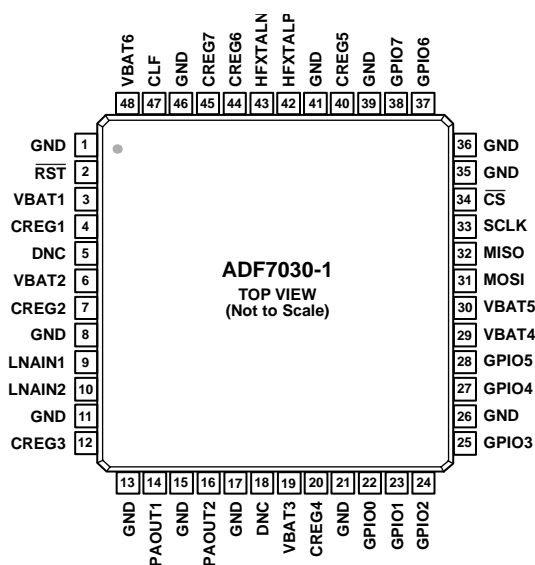 VBAT6
CLF
GND
CREG7
CREG6
HFXTALN
HFXTALP
GND
CREG5
GND
GPIO7
GPIO6
48 47 46 45 44 43 42 41 40 39 38 37
GND 1
RST 2
VBAT1 3
CREG1 4
DNC 5
VBAT2 6
CREG2 7
GND 8
LNAIN1 9
LNAIN2 10
GND 11
CREG3 12
ADF7030-1
TOP VIEW
(Not to Scale)
36 GND
35 GND
34 CS
33 SCLK
32 MISO
31 MOSI
30 VBAT5
29 VBAT4
28 GPIO5
27 GPIO4
26 GND
25 GPIO3
13 14 15 16 17 18 19 20 21 22 23 24
GND
PAOUT1
GND
PAOUT2
GND
DNC
VBAT3
CREG4
GND
GPIO0
GPIO1
GPIO2